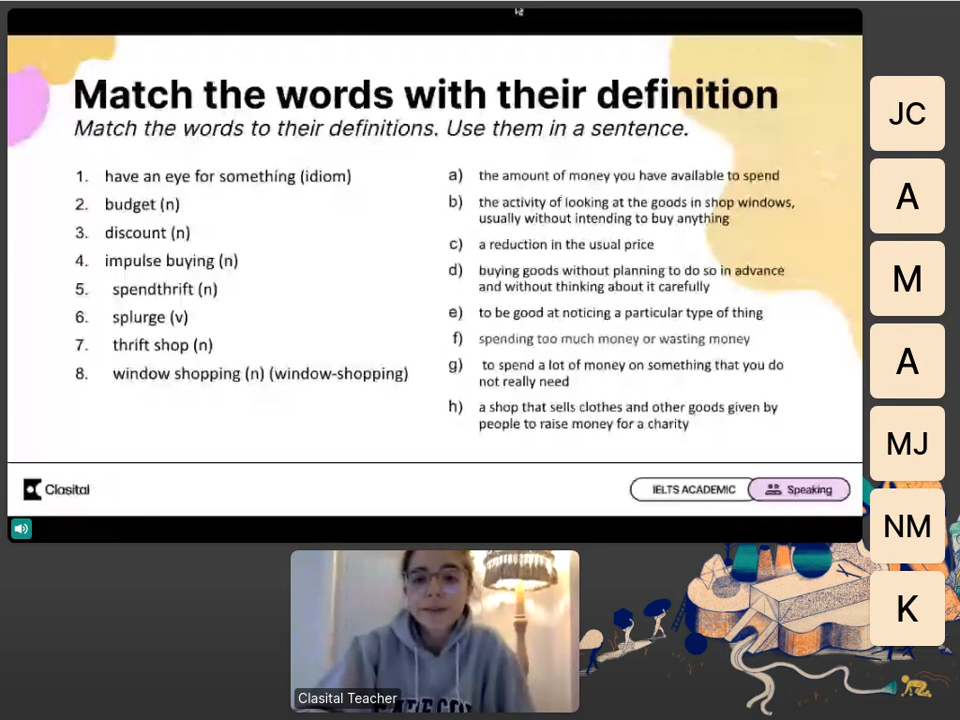 Match the words with their definition
Match the words to their definitions. Use them in a sentence.
1. have an eye for something (idiom)
2. budget (n)
3. discount (n)
4. impulse buying (n)
5. spendthrift (n)
6. splurge (v)
7. thrift shop (n)
8. window shopping (n) (window-shopping)
a) the amount of money you have available to spend
b) the activity of looking at the goods in shop windows,
usually without intending to buy anything
c) a reduction in the usual price
d) buying goods without planning to do so in advance
and without thinking about it carefully
e) to be good at noticing a particular type of thing
f) spending too much money or wasting money
g) to spend a lot of money on something that you do
not really need
h) a shop that sells clothes and other goods given by
people to raise money for a charity
Clasital
IELTS ACADEMIC
Speaking
JC
A
M
A
MJ
NM
K
Clasital Teacher